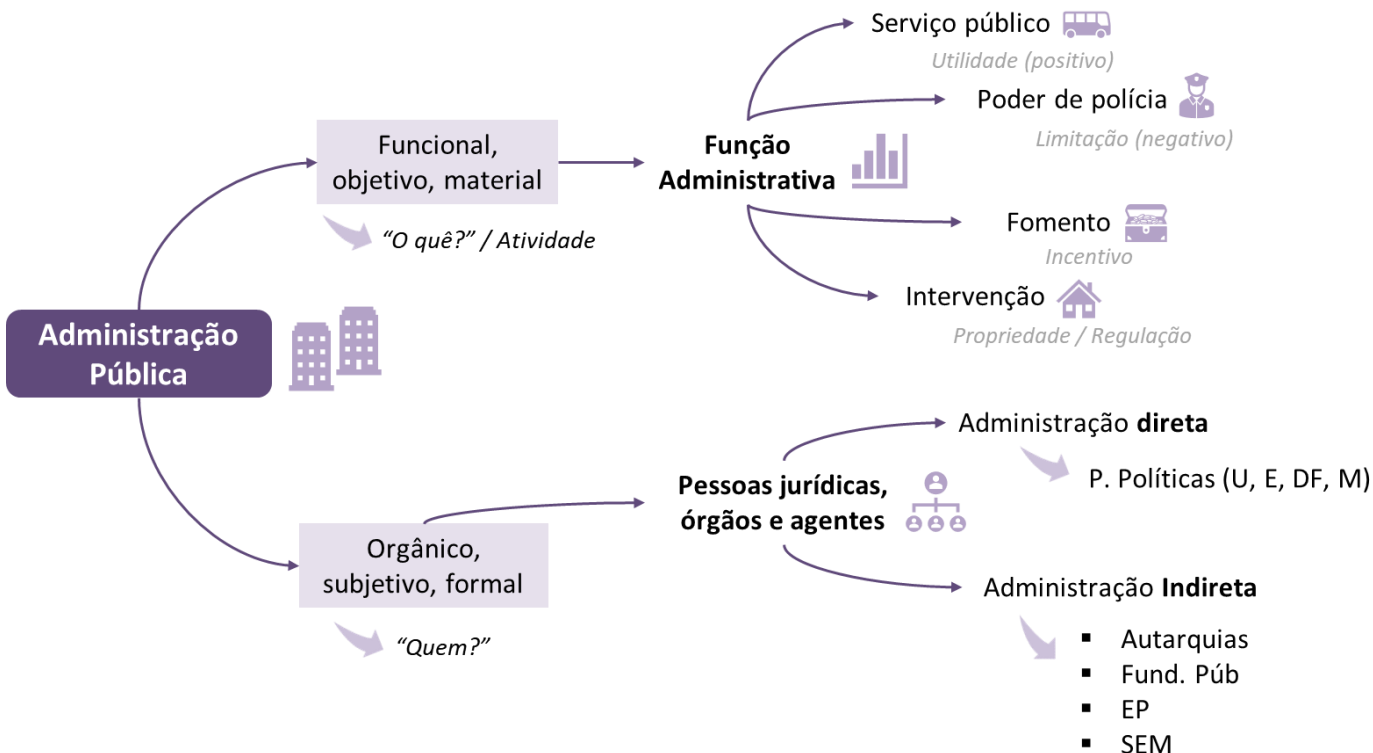 Administração
Pública
Funcional,
objetivo, material
“O quê?” / Atividade
Função
Administrativa
Serviço público
Utilidade (positivo)
Poder de polícia
Limitação (negativo)
Fomento
Incentivo
Intervenção
Propriedade / Regulação
Orgânico,
subjetivo, formal
“Quem?”
Pessoas jurídicas,
órgãos e agentes
Administração direta
P. Políticas (U, E, DF, M)
Administração Indireta
▪ Autarquias
▪ Fund. Púb
▪ EP
▪ SEM